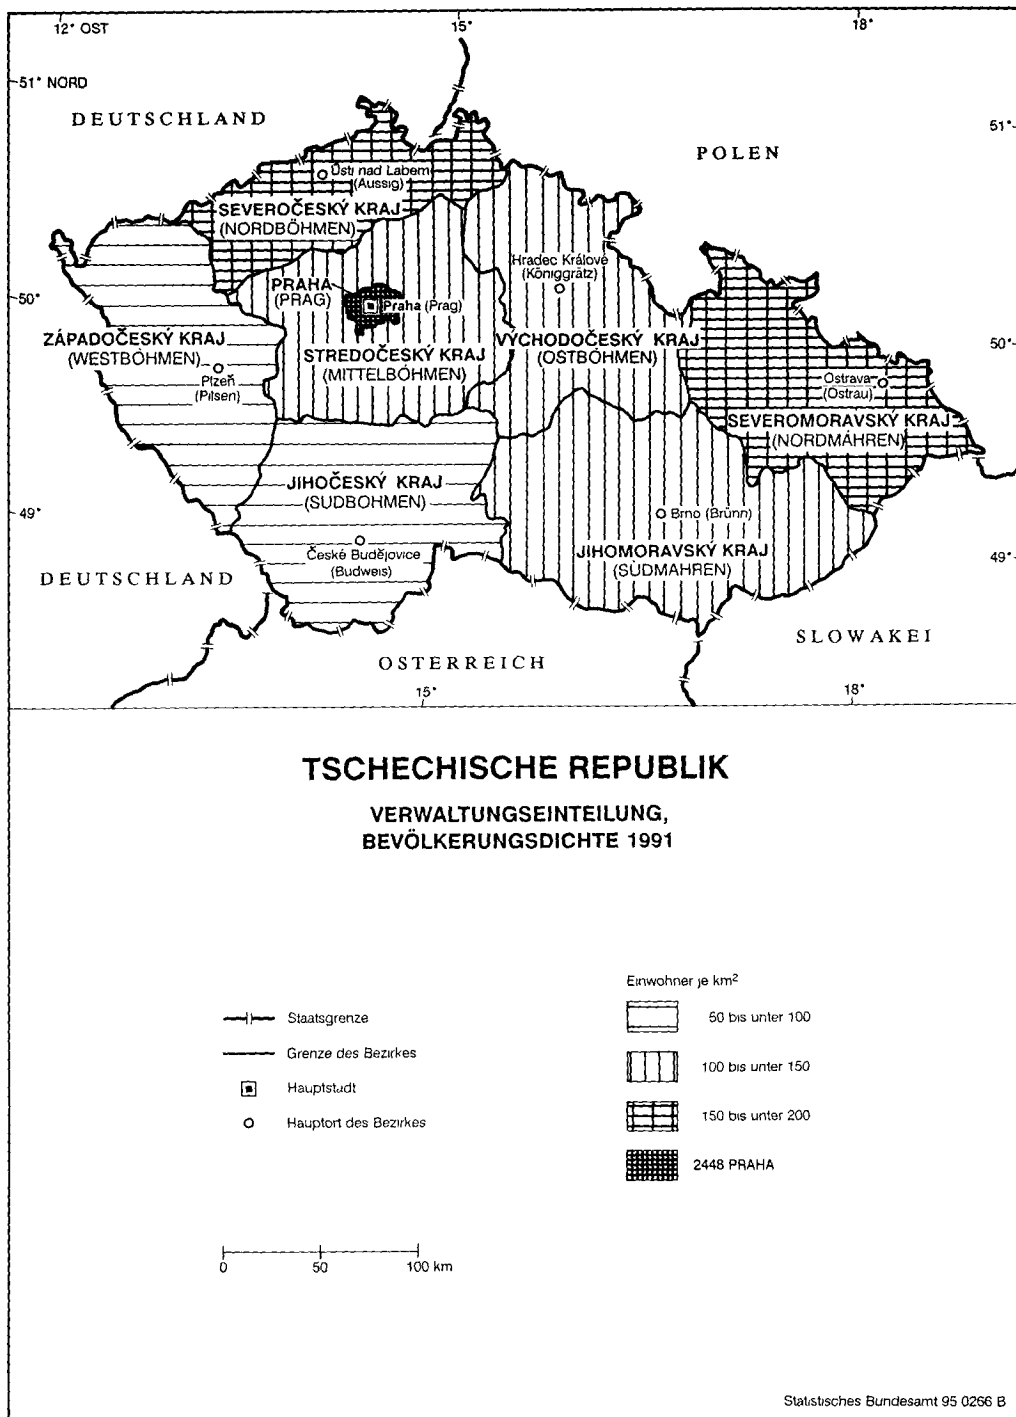 12° OST
15°
18°
51° NORD
DEUTSCHLAND
51°
POLEN
Ústí nad Labem
(Aussig)
SEVEROČESKÝ KRAJ
(NORDBÖHMEN)
Hradec Králové
(Königgrätz)
50°
PRAHA
(PRAG)
Praha (Prag)
ZÁPADOČESKÝ KRAJ
(WESTBÖHMEN)
STREDOČESKÝ KRAJ
(MITTELBÖHMEN)
VÝCHODOČESKÝ KRAJ
(OSTBÖHMEN)
50°
Plzeň
(Pilsen)
Ostrava
(Ostrau)
SEVEROMORAVSKÝ KRAJ
(NORDMÄHREN)
JIHOČESKÝ KRAJ
(SÜDBÖHMEN)
49°
Brno (Brünn)
České Budějovice
(Budweis)
JIHOMORAVSKÝ KRAJ
(SÜDMÄHREN)
49°
DEUTSCHLAND
SLOWAKEI
ÖSTERREICH
15°
18°
TSCHECHISCHE REPUBLIK
VERWALTUNGSEINTEILUNG,
BEVÖLKERUNGSDICHTE 1991
Einwohner je km²
Staatsgrenze
50 bis unter 100
Grenze des Bezirkes
100 bis unter 150
Hauptstadt
Hauptort des Bezirkes
150 bis unter 200
2448 PRAHA
0 50 100 km
Statistisches Bundesamt 95 0266 B